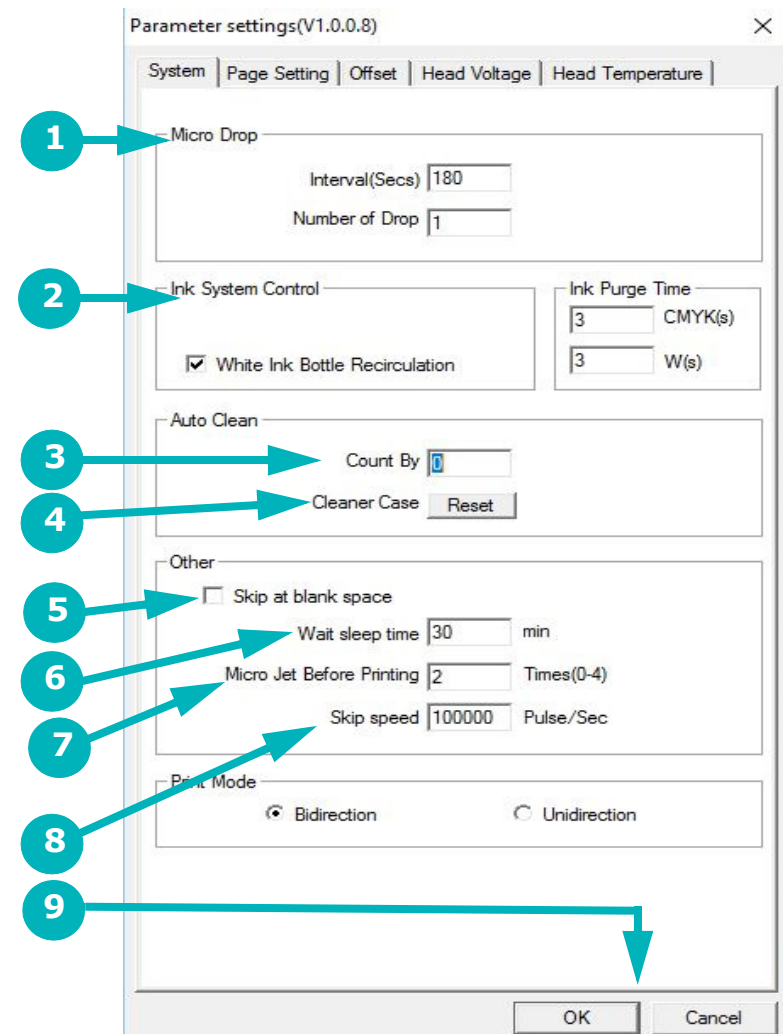 Parameter settings(V1.0.0.8)
System Page Setting Offset Head Voltage Head Temperature
1 Micro Drop
Interval(Secs) 180
Number of Drop 1
2 Ink System Control Ink Purge Time
3 CMYK(s)
White Ink Bottle Recirculation 3 W(s)
Auto Clean
3 Count By 0
4 Cleaner Case Reset
Other
5 Skip at blank space
6 Wait sleep time 30 min
7 Micro Jet Before Printing 2 Times(0-4)
8 Skip speed 100000 Pulse/Sec
Print Mode
Bidirection Unidirection
9
OK Cancel